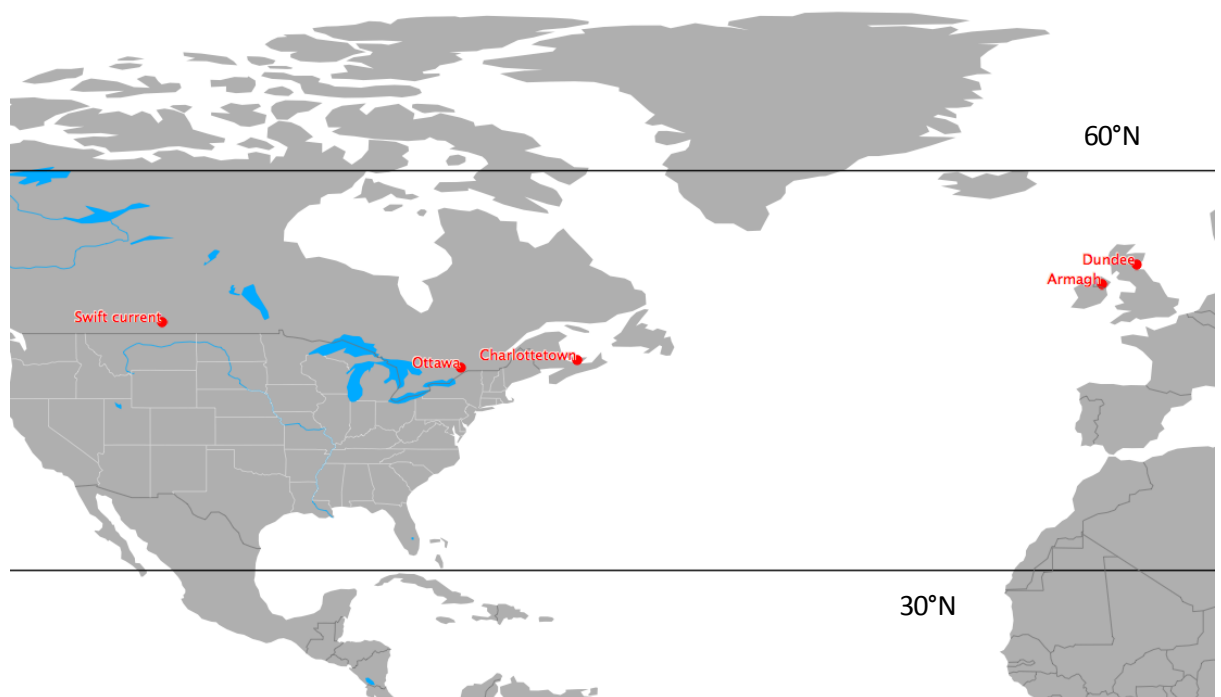 60°N
Dundee
Armagh
Swift current
Charlottetown
Ottawa
30°N